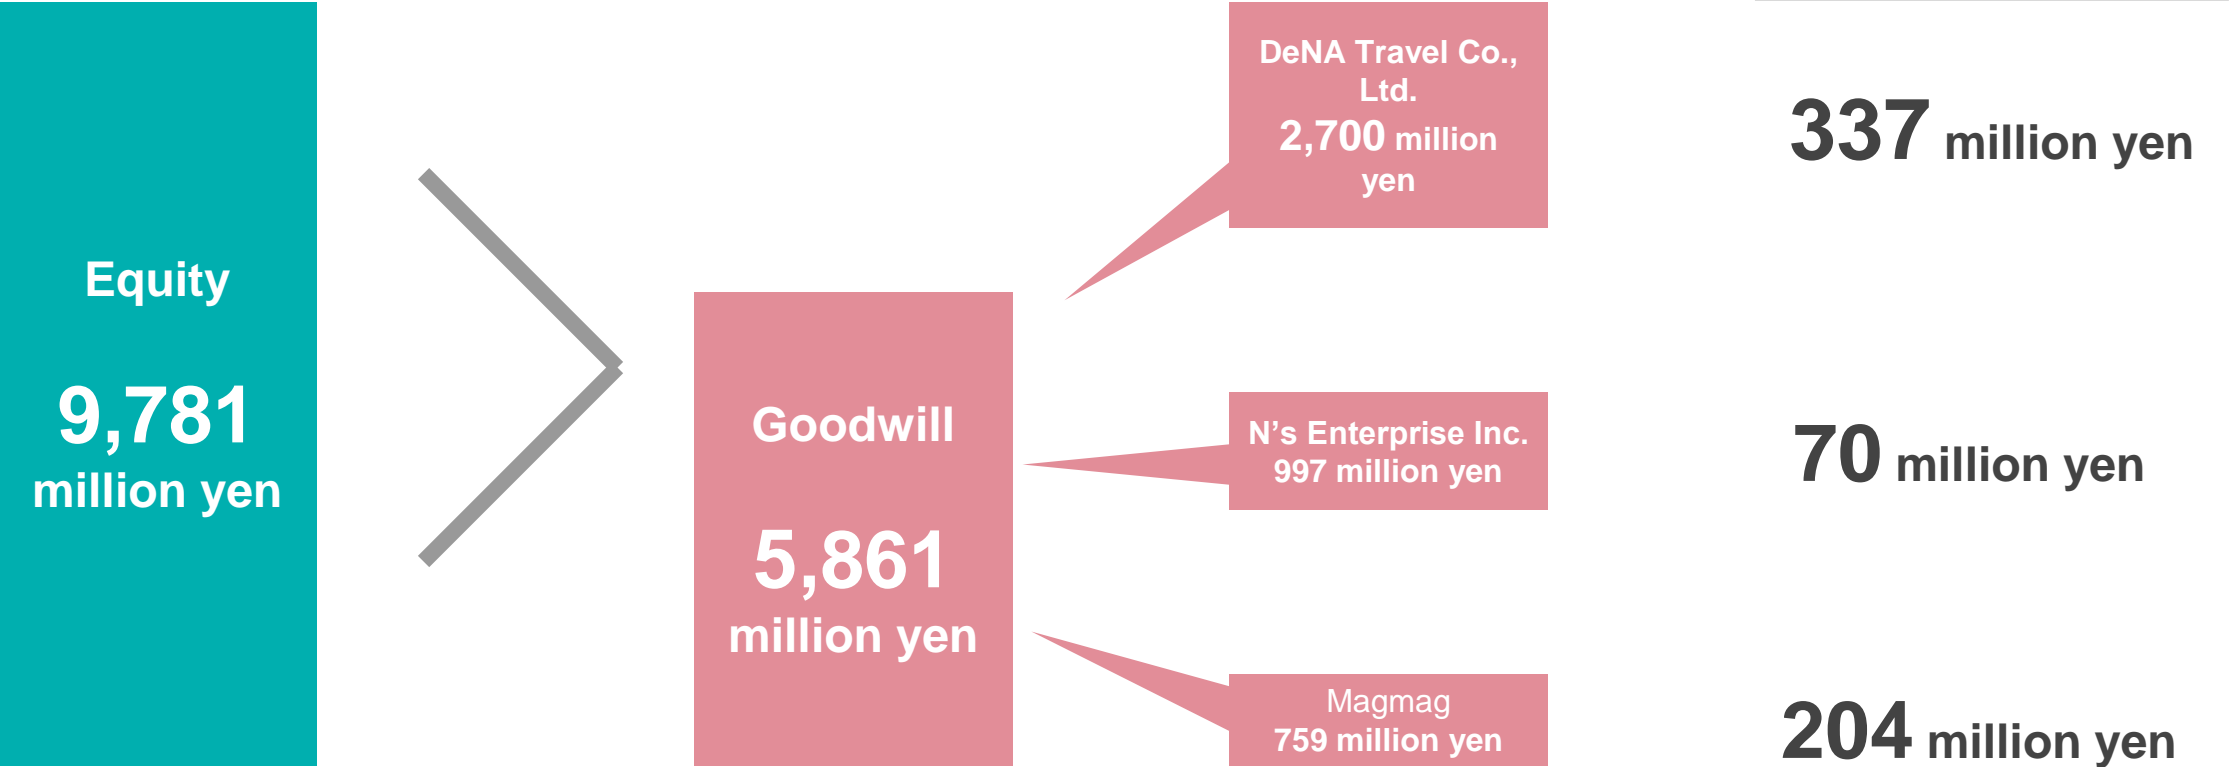 Equity
9,781
million yen
Goodwill
5,861
million yen
DeNA Travel Co.,
Ltd.
2,700 million
yen
337 million yen
N’s Enterprise Inc.
997 million yen
70 million yen
Magmag
759 million yen
204 million yen